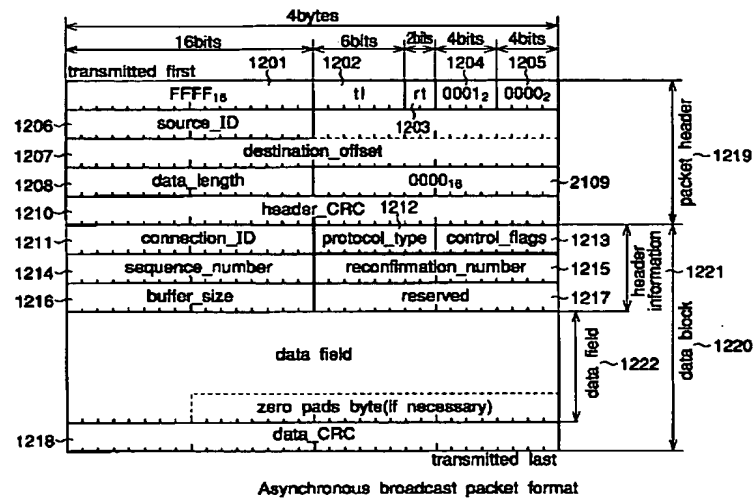 4bytes
16bits 6bits 2bits 4bits 4bits
1201 1202 1204 1205
transmitted first
FFFF16 tl rt 00012 00002
1206 source_ID 1203
1207 destination_offset
1208 data_length 000016 2109
1210 header_CRC 1212
packet header 1219
1211 connection_ID protocol_type control_flags 1213
1214 sequence_number reconfirmation_number 1215
1216 buffer_size reserved 1217
header information 1221
data block 1220
data field
data field 1222
zero pads byte(if necessary)
1218 data_CRC
transmitted last
Asynchronous broadcast packet format